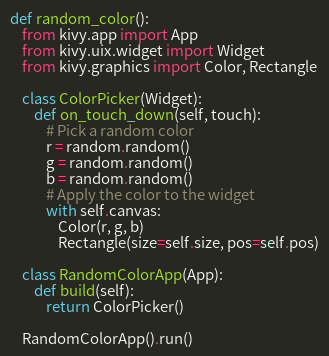 def random_color():
from kivy.app import App
from kivy.uix.widget import Widget
from kivy.graphics import Color, Rectangle
class ColorPicker(Widget):
def on_touch_down(self, touch):
# Pick a random color
r = random.random()
g = random.random()
b = random.random()
# Apply the color to the widget
with self.canvas:
Color(r, g, b)
Rectangle(size=self.size, pos=self.pos)
class RandomColorApp(App):
def build(self):
return ColorPicker()
RandomColorApp().run()